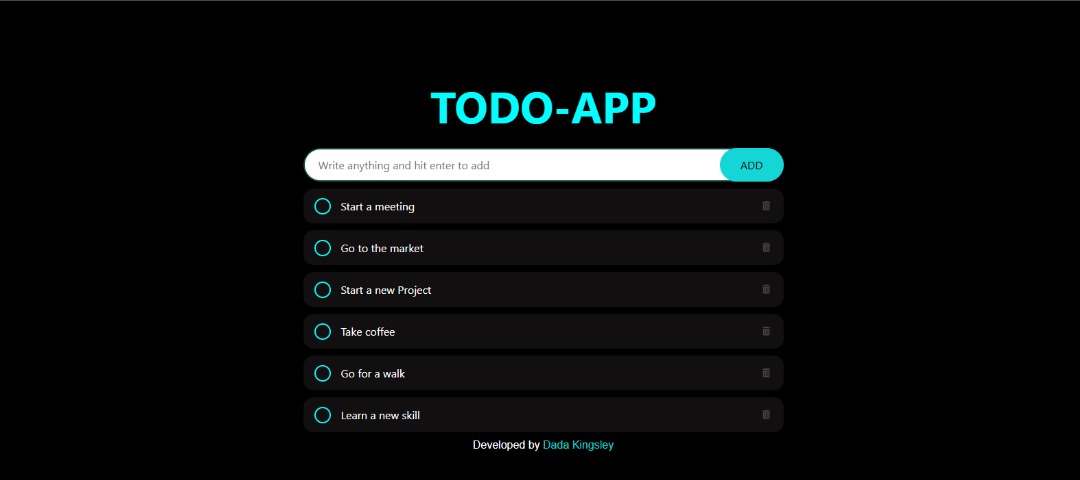 TODO-APP
Write anything and hit enter to add
ADD
Start a meeting
Go to the market
Start a new Project
Take coffee
Go for a walk
Learn a new skill
Developed by Dada Kingsley